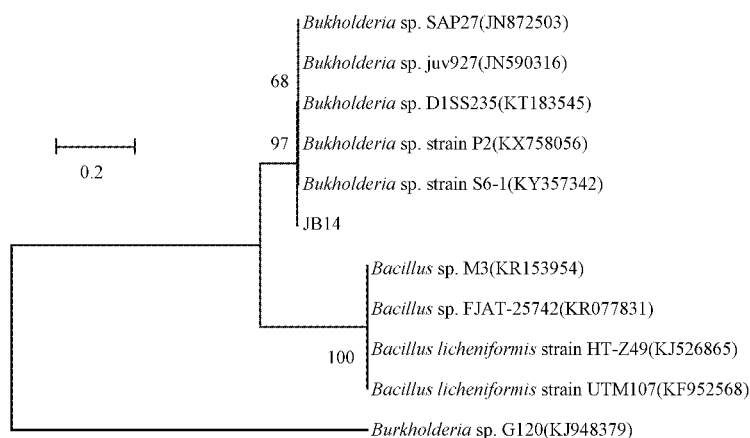 Bukholderia sp. SAP27(JN872503)
Bukholderia sp. juv927(JN590316)
68
Bukholderia sp. D1SS235(KT183545)
97
Bukholderia sp. strain P2(KX758056)
0.2
Bukholderia sp. strain S6-1(KY357342)
JB14
Bacillus sp. M3(KR153954)
Bacillus sp. FJAT-25742(KR077831)
100
Bacillus licheniformis strain HT-Z49(KJ526865)
Bacillus licheniformis strain UTM107(KF952568)
Burkholderia sp. G120(KJ948379)